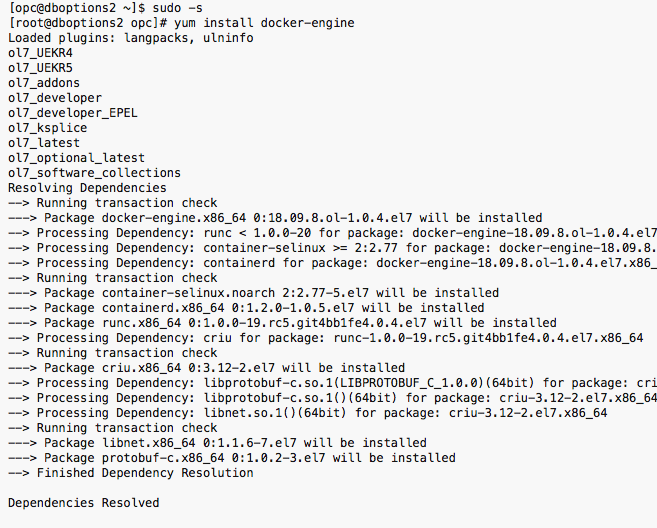 [opc@dboptions2 ~]$ sudo -s
[root@dboptions2 opc]# yum install docker-engine
Loaded plugins: langpacks, ulninfo
ol7_UEKR4
ol7_UEKR5
ol7_addons
ol7_developer
ol7_developer_EPEL
ol7_ksplice
ol7_latest
ol7_optional_latest
ol7_software_collections
Resolving Dependencies
--> Running transaction check
---> Package docker-engine.x86_64 0:18.09.8.ol-1.0.4.el7 will be installed
--> Processing Dependency: runc < 1.0.0-20 for package: docker-engine-18.09.8.ol-1.0.4.el7
--> Processing Dependency: container-selinux >= 2:2.77 for package: docker-engine-18.09.8.
--> Processing Dependency: containerd for package: docker-engine-18.09.8.ol-1.0.4.el7.x86_
--> Running transaction check
---> Package container-selinux.noarch 2:2.77-5.el7 will be installed
---> Package containerd.x86_64 0:1.2.0-1.0.5.el7 will be installed
---> Package runc.x86_64 0:1.0.0-19.rc5.git4bb1fe4.0.4.el7 will be installed
--> Processing Dependency: criu for package: runc-1.0.0-19.rc5.git4bb1fe4.0.4.el7.x86_64
--> Running transaction check
---> Package criu.x86_64 0:3.12-2.el7 will be installed
--> Processing Dependency: libprotobuf-c.so.1(LIBPROTOBUF_C_1.0.0)(64bit) for package: cri
--> Processing Dependency: libprotobuf-c.so.1()(64bit) for package: criu-3.12-2.el7.x86_64
--> Processing Dependency: libnet.so.1()(64bit) for package: criu-3.12-2.el7.x86_64
--> Running transaction check
---> Package libnet.x86_64 0:1.1.6-7.el7 will be installed
---> Package protobuf-c.x86_64 0:1.0.2-3.el7 will be installed
--> Finished Dependency Resolution
Dependencies Resolved